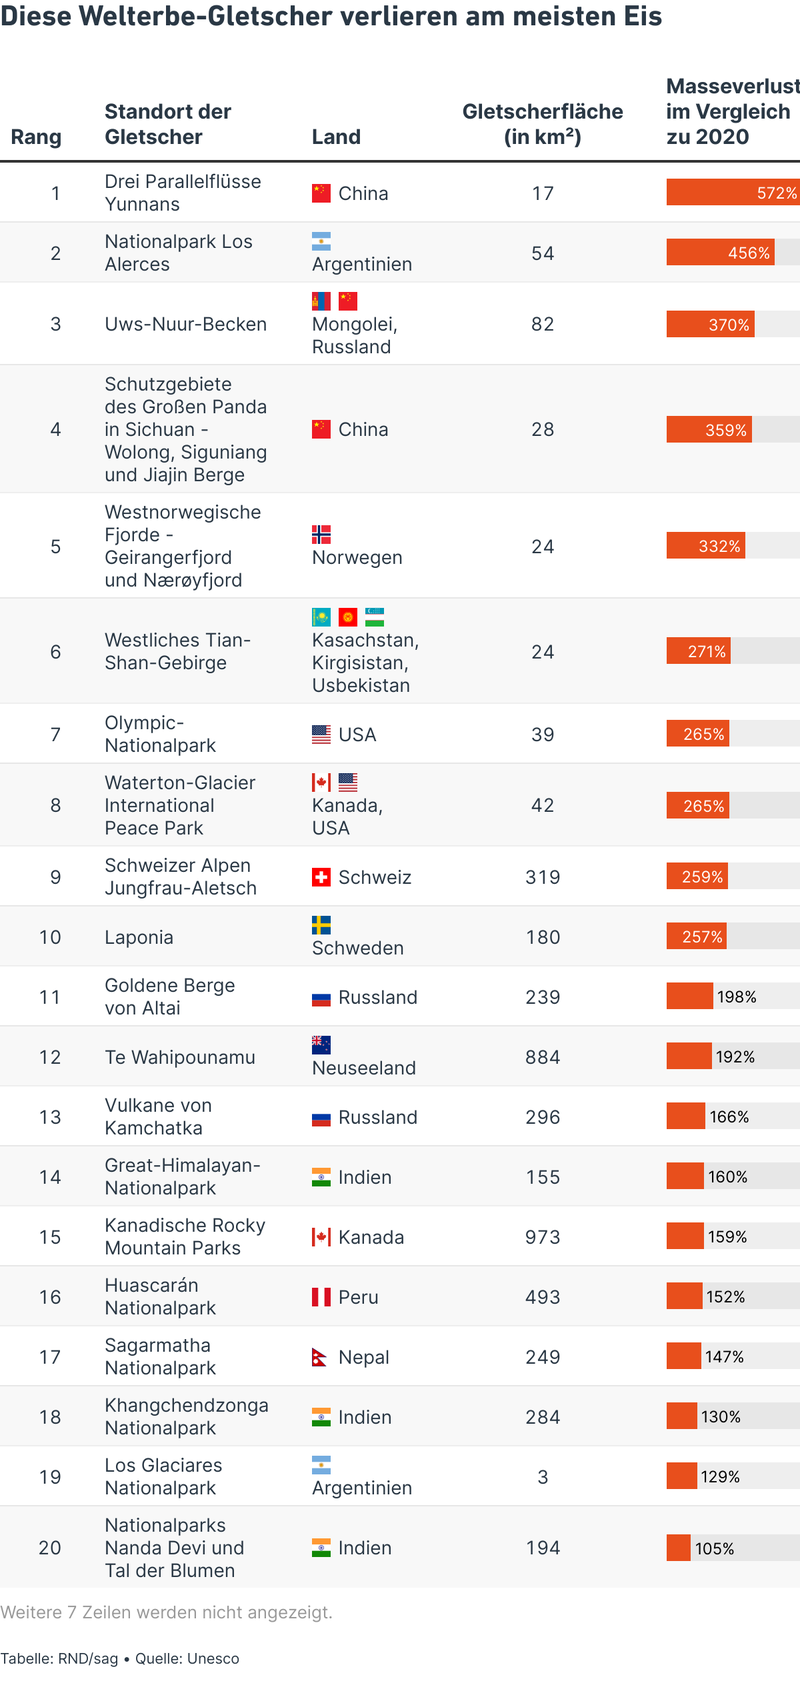 Diese Welterbe-Gletscher verlieren am meisten Eis
Rang
Standort der
Gletscher
Land
Gletscherfläche
(in km²)
Masseverlust
im Vergleich
zu 2020
1
Drei Parallelflüsse
Yunnans
China
17
572%
2
Nationalpark Los
Alerces
Argentinien
54
456%
3
Uws-Nuur-Becken
Mongolei,
Russland
82
370%
4
Schutzgebiete
des Großen Panda
in Sichuan -
Wolong, Siguniang
und Jiajin Berge
China
28
359%
5
Westnorwegische
Fjorde -
Geirangerfjord
und Nærøyfjord
Norwegen
24
332%
6
Westliches Tian-
Shan-Gebirge
Kasachstan,
Kirgisistan,
Usbekistan
24
271%
7
Olympic-
Nationalpark
USA
39
265%
8
Waterton-Glacier
International
Peace Park
Kanada,
USA
42
265%
9
Schweizer Alpen
Jungfrau-Aletsch
Schweiz
319
259%
10
Laponia
Schweden
180
257%
11
Goldene Berge
von Altai
Russland
239
198%
12
Te Wahipounamu
Neuseeland
884
192%
13
Vulkane von
Kamchatka
Russland
296
166%
14
Great-Himalayan-
Nationalpark
Indien
155
160%
15
Kanadische Rocky
Mountain Parks
Kanada
973
159%
16
Huascarán
Nationalpark
Peru
493
152%
17
Sagarmatha
Nationalpark
Nepal
249
147%
18
Khangchendzonga
Nationalpark
Indien
284
130%
19
Los Glaciares
Nationalpark
Argentinien
3
129%
20
Nationalparks
Nanda Devi und
Tal der Blumen
Indien
194
105%
Weitere 7 Zeilen werden nicht angezeigt.
Tabelle: RND/sag • Quelle: Unesco